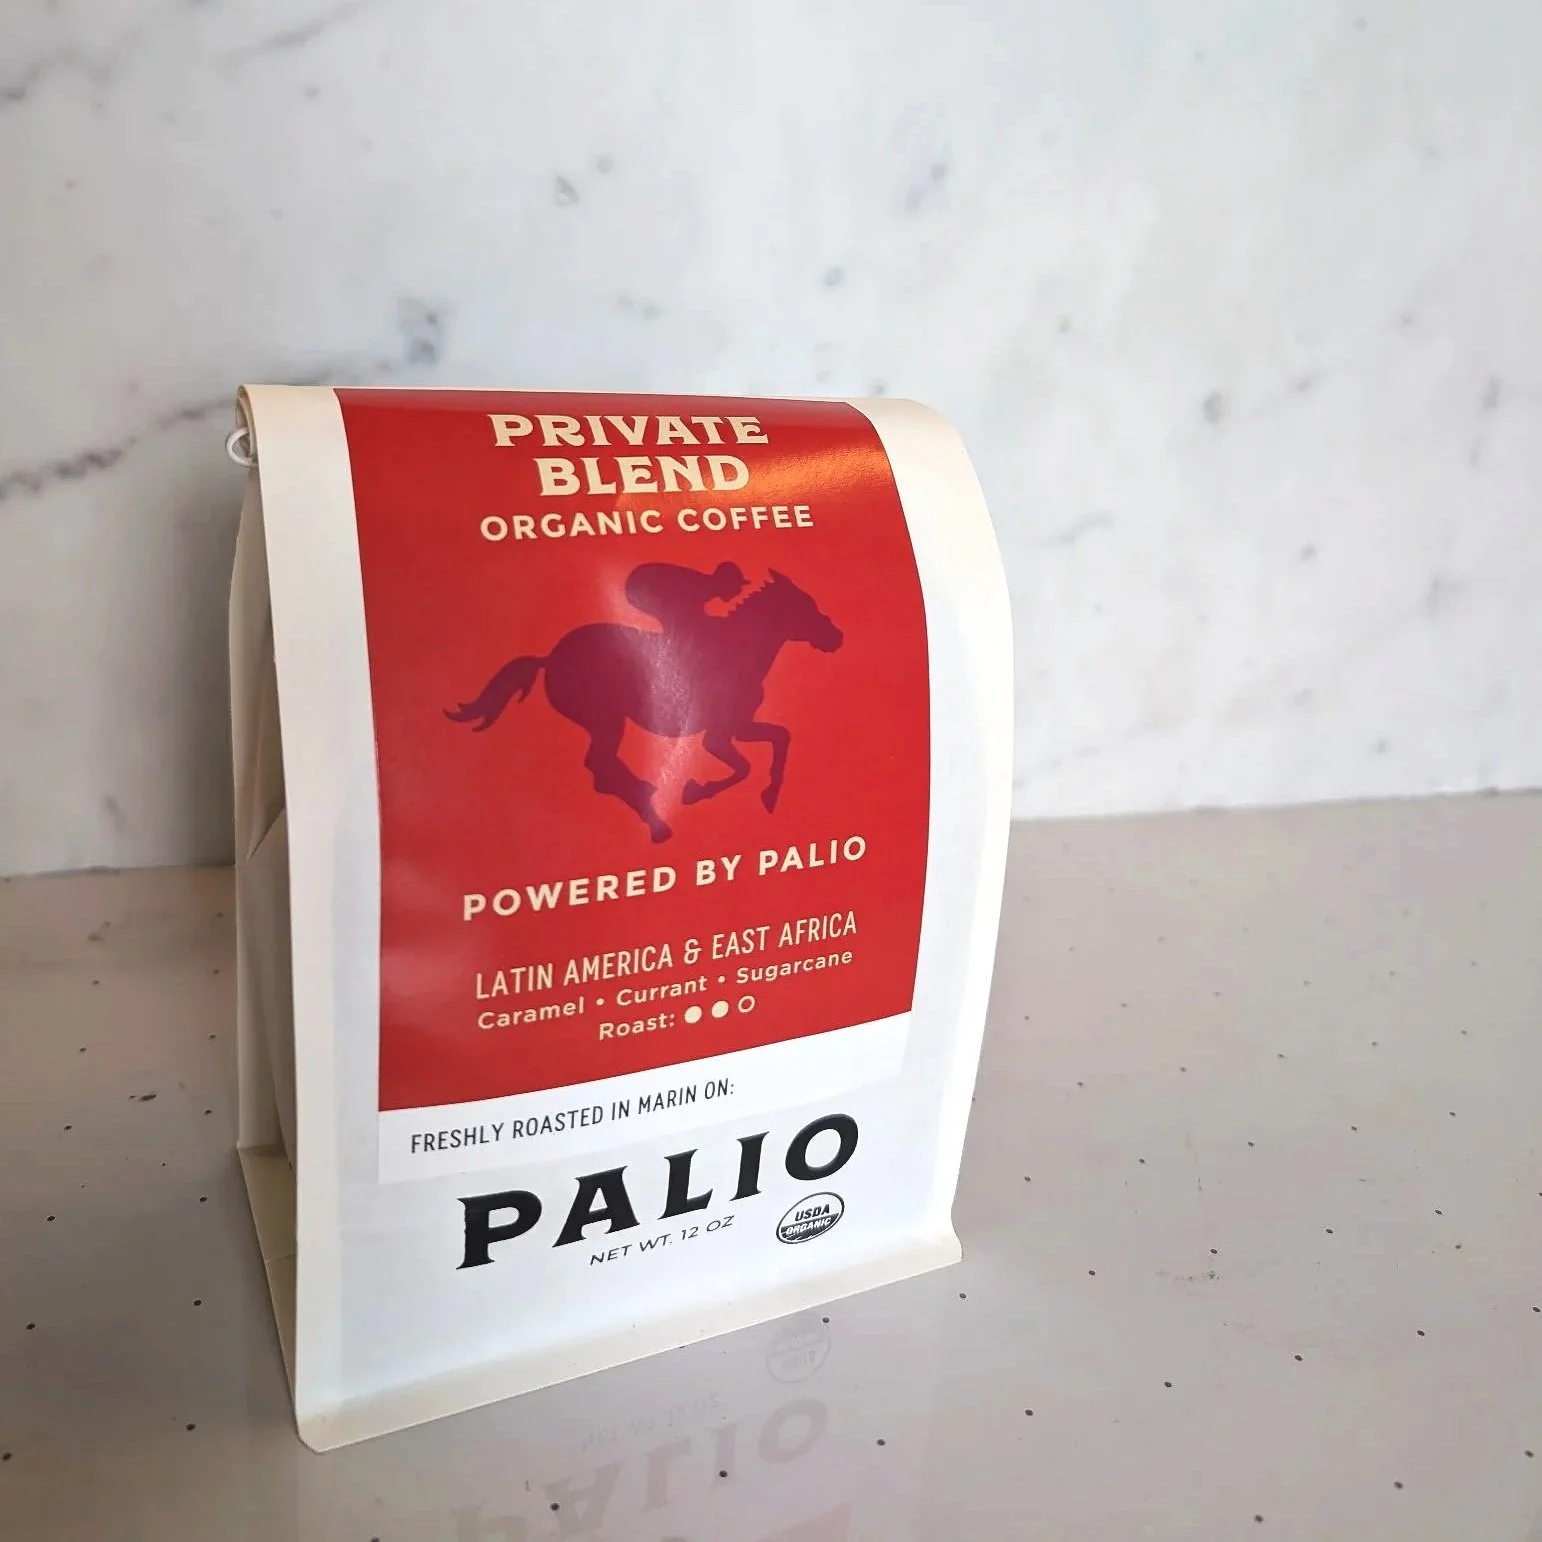 PRIVATE
BLEND
ORGANIC COFFEE
POWERED BY PALIO
LATIN AMERICA & EAST AFRICA
Caramel • Currant • Sugarcane
Roast:
FRESHLY ROASTED IN MARIN ON:
PALIO
NET WT. 12 OZ
USDA
ORGANIC